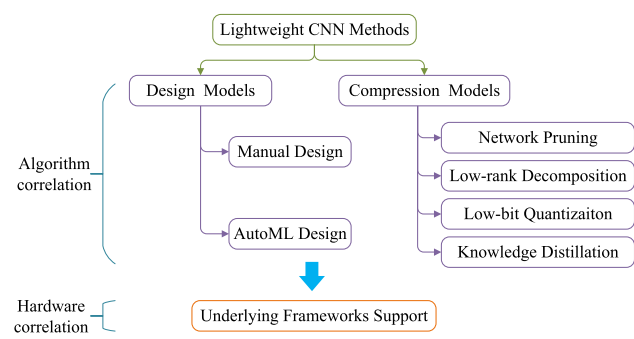 Lightweight CNN Methods
Design Models
Compression Models
Manual Design
AutoML Design
Network Pruning
Low-rank Decomposition
Low-bit Quantizaiton
Knowledge Distillation
Algorithm
correlation
Hardware
correlation
Underlying Frameworks Support